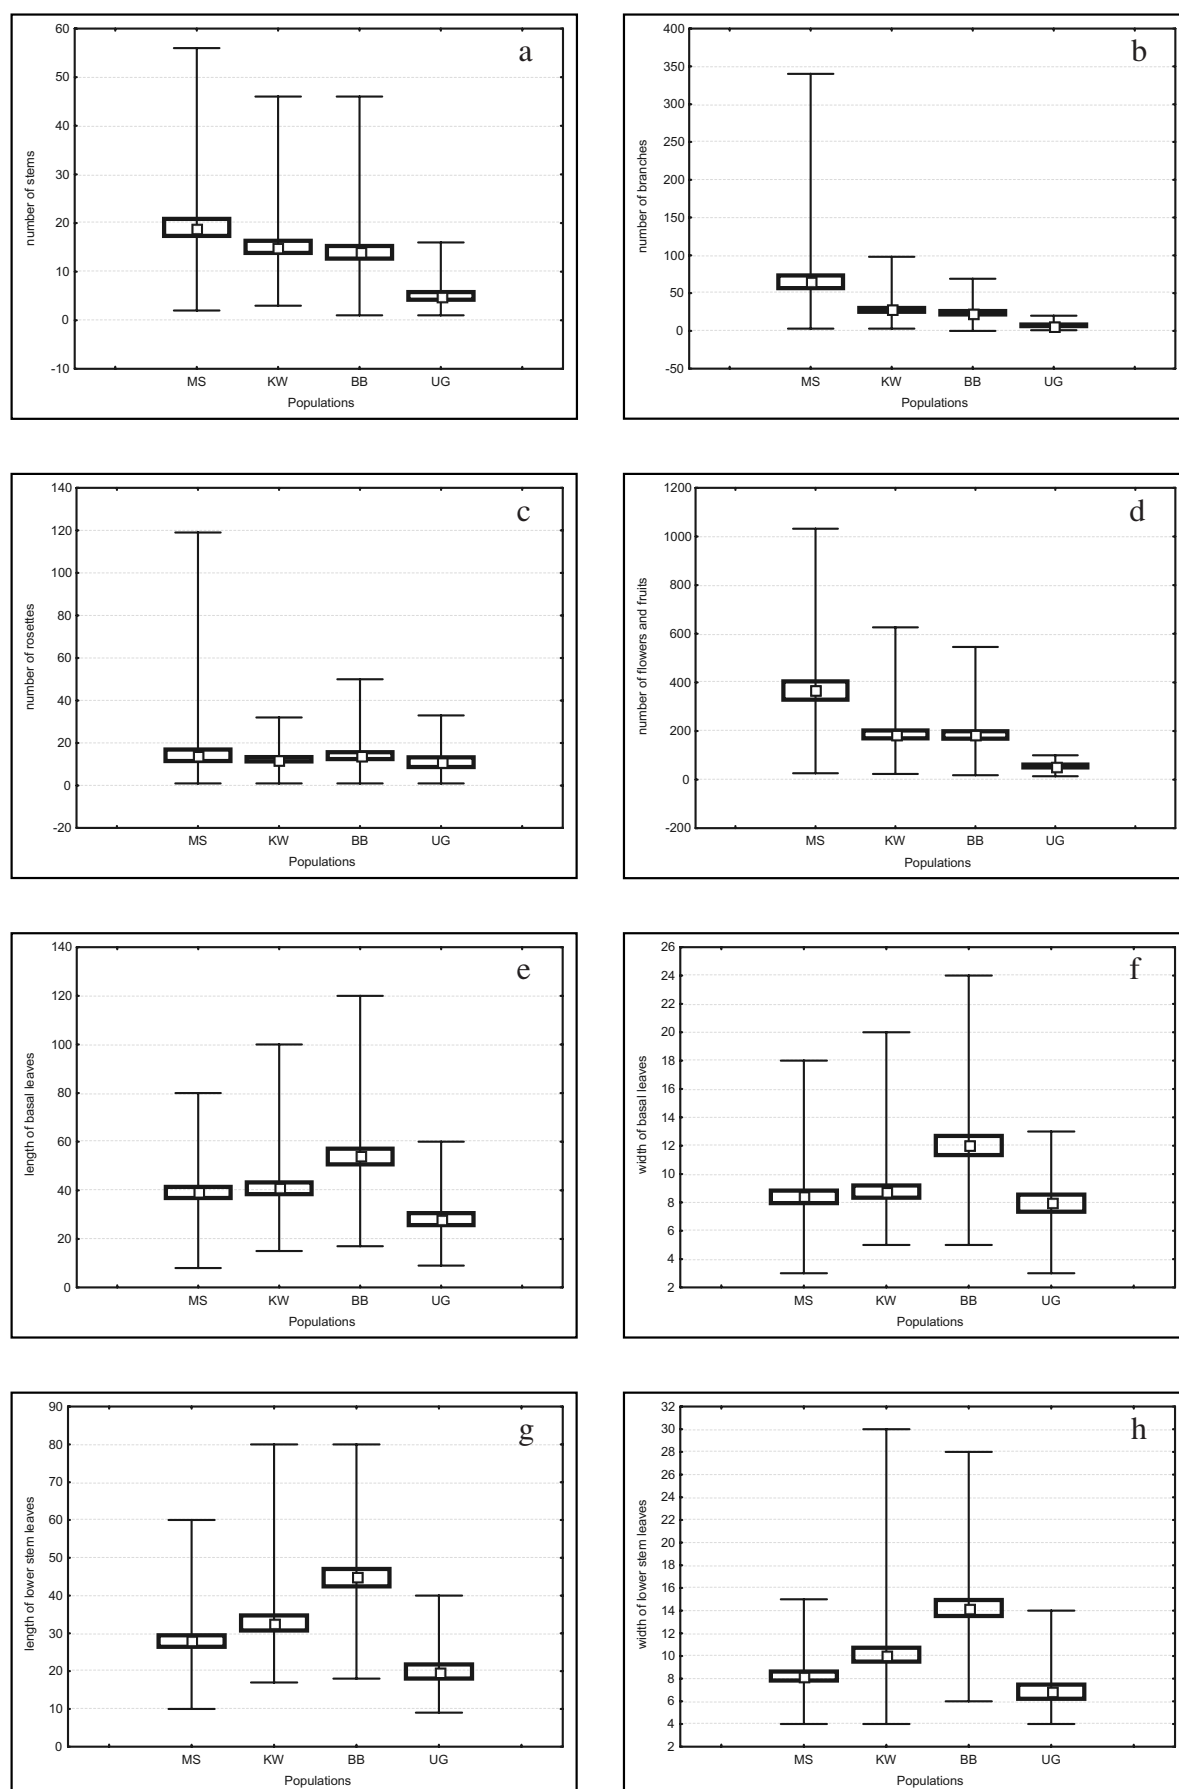 a
number of stems
60
50
40
30
20
10
0
-10
MS KW BB UG
Populations
b
number of branches
400
350
300
250
200
150
100
50
0
-50
MS KW BB UG
Populations
c
number of rosettes
140
120
100
80
60
40
20
0
-20
MS KW BB UG
Populations
d
number of flowers and fruits
1200
1000
800
600
400
200
0
-200
MS KW BB UG
Populations
e
length of basal leaves
140
120
100
80
60
40
20
0
MS KW BB UG
Populations
f
width of basal leaves
26
24
22
20
18
16
14
12
10
8
6
4
2
MS KW BB UG
Populations
g
length of lower stem leaves
90
80
70
60
50
40
30
20
10
0
MS KW BB UG
Populations
h
width of lower stem leaves
32
30
28
26
24
22
20
18
16
14
12
10
8
6
4
2
MS KW BB UG
Populations